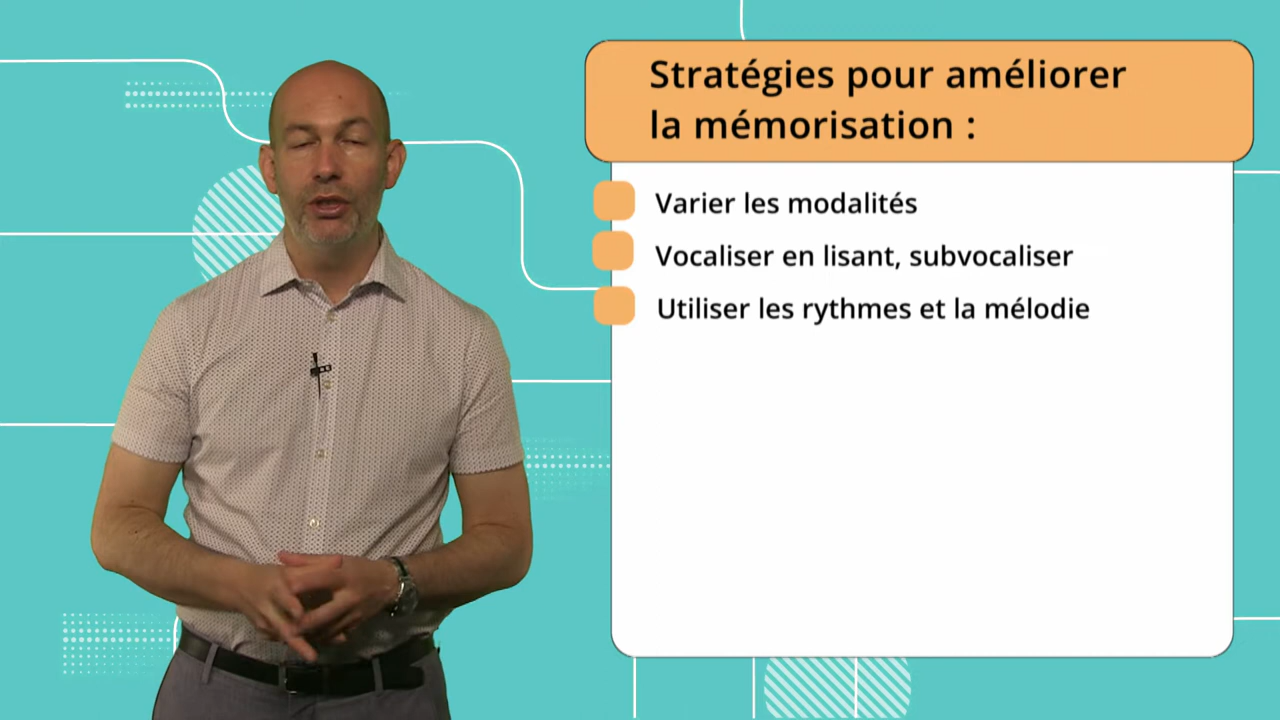 Stratégies pour améliorer
la mémorisation :
Varier les modalités
Vocaliser en lisant, subvocaliser
Utiliser les rythmes et la mélodie